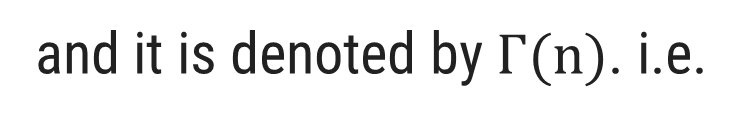 and it is denoted by Γ(n). i.e.